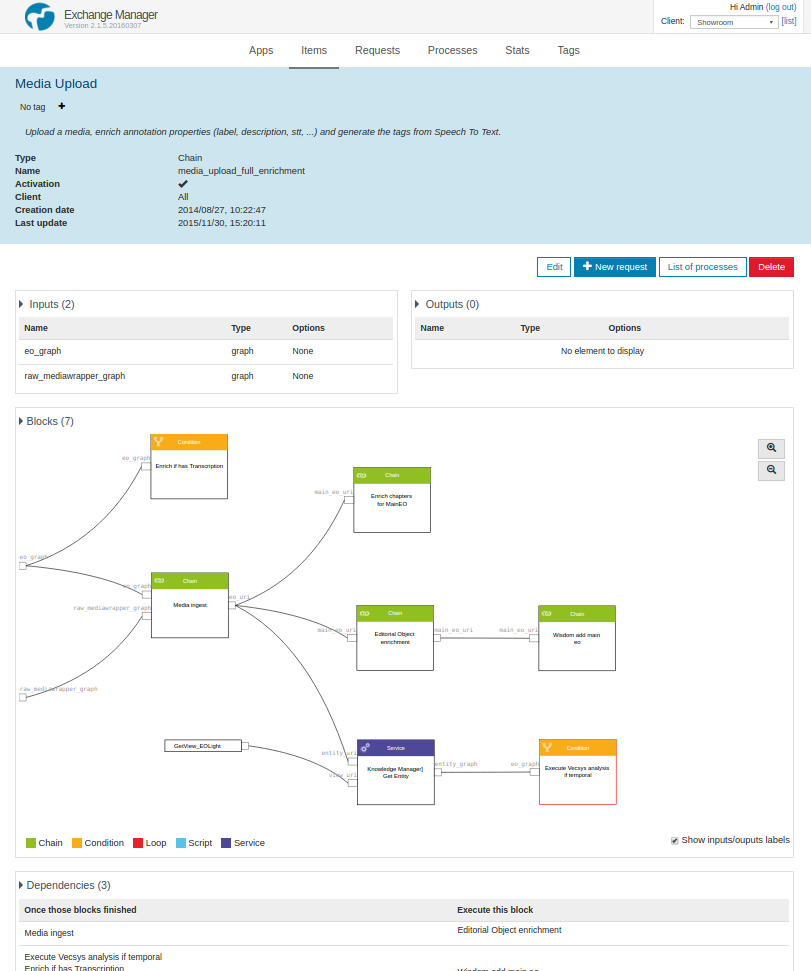 Exchange Manager
Version 2.1.5.20160307
Hi Admin (log out)
Client: Showroom [list]
Apps Items Requests Processes Stats Tags
Media Upload
No tag +
Upload a media, enrich annotation properties (label, description, stt, ...) and generate the tags from Speech To Text.
Type Chain
Name media_upload_full_enrichment
Activation
Client All
Creation date 2014/08/27, 10:22:47
Last update 2015/11/30, 15:20:11
Edit + New request List of processes Delete
Inputs (2)
Name Type Options
eo_graph graph None
raw_mediawrapper_graph graph None
Outputs (0)
Name Type Options
No element to display
Blocks (7)
Condition
eo_graph
Enrich if has Transcription
Chain
main_eo_uri
Enrich chapters
for MainEO
eo_graph
Chain
eo_graph
raw_mediawrapper_graph
Media ingest
eo_uri
Chain
main_eo_uri
Editorial Object
enrichment
main_eo_uri
Chain
main_eo_uri
Wisdom add main
eo
raw_mediawrapper_graph
GetView_EOLight
Service
entity_uri
view_uri
Knowledge Manager]
Get Entity
entity_graph
Condition
eo_graph
Execute Vecsys analysis
if temporal
Chain Condition Loop Script Service
Show inputs/ouputs labels
Dependencies (3)
Once those blocks finished Execute this block
Media ingest Editorial Object enrichment
Execute Vecsys analysis if temporal
Enrich if has Transcription
Wisdom add main eo